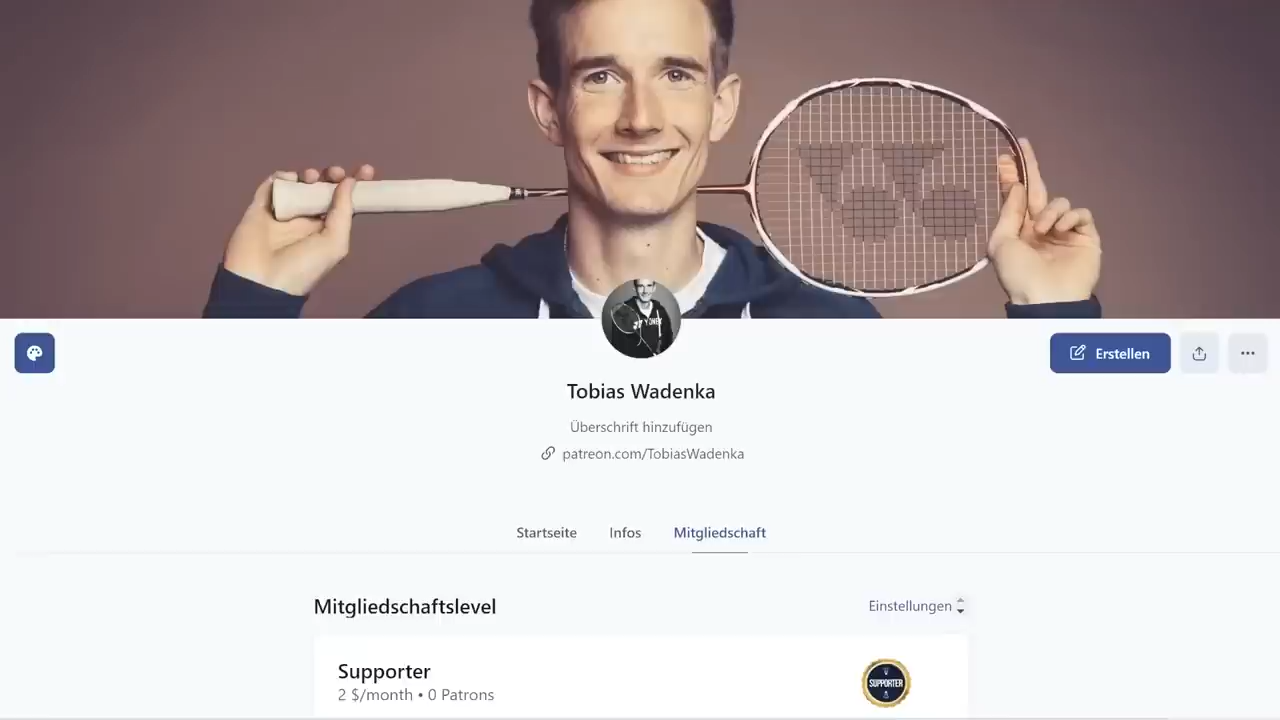 YONEX
Tobias Wadenka
Überschrift hinzufügen
patreon.com/TobiasWadenka
Erstellen
Startseite
Infos
Mitgliedschaft
Mitgliedschaftslevel
Einstellungen
Supporter
2 $/month • 0 Patrons
SUPPORTER